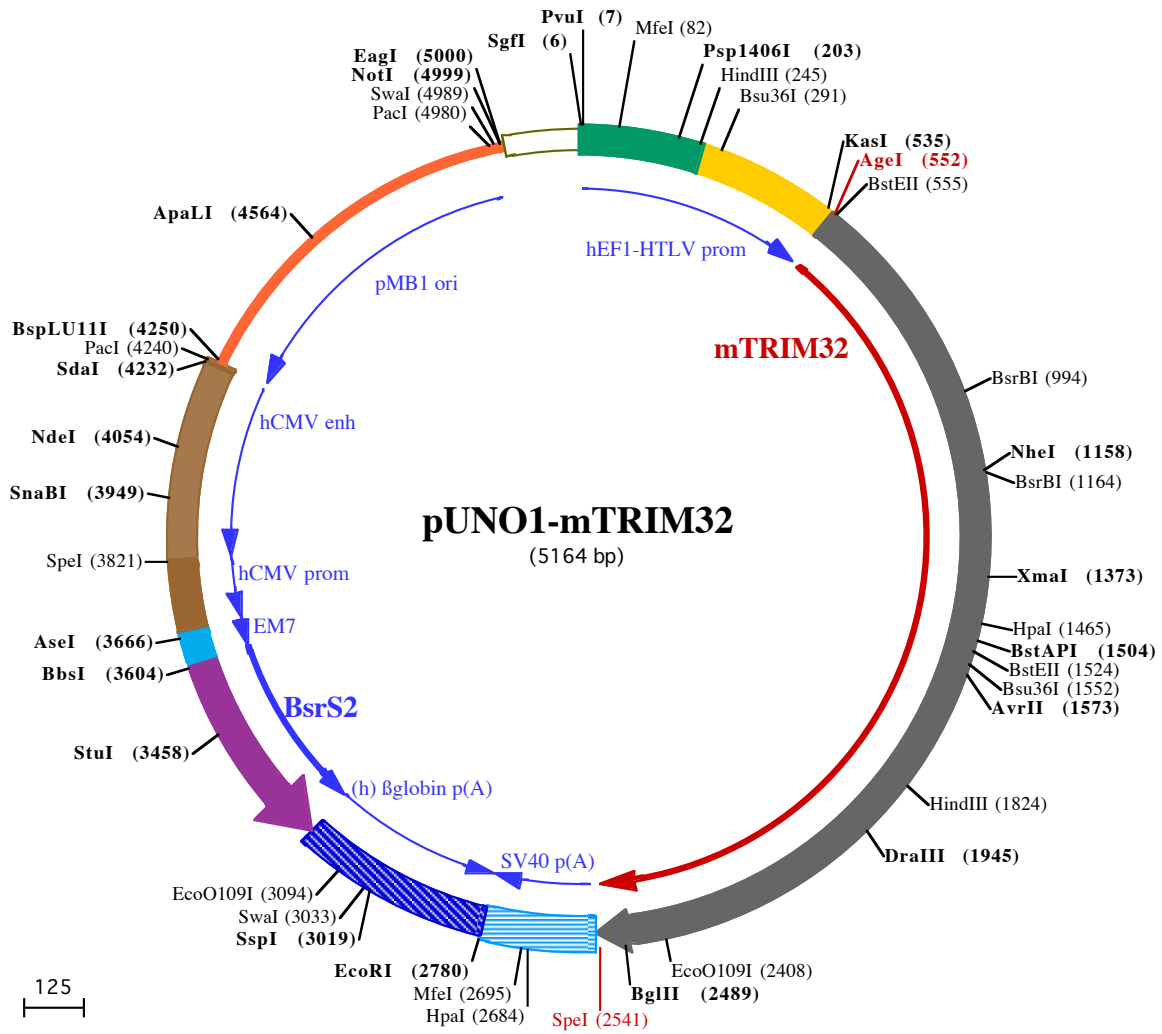 PvuI (7)
SgfI (6)
MfeI (82)
Psp1406I (203)
HindIII (245)
Bsu36I (291)
KasI (535)
AgeI (552)
BstEII (555)
BsrBI (994)
NheI (1158)
BsrBI (1164)
XmaI (1373)
HpaI (1465)
BstAPI (1504)
BstEII (1524)
Bsu36I (1552)
AvrII (1573)
HindIII (1824)
DraIII (1945)
EcoO109I (2408)
BglII (2489)
SpeI (2541)
HpaI (2684)
MfeI (2695)
EcoRI (2780)
SspI (3019)
SwaI (3033)
EcoO109I (3094)
StuI (3458)
BbsI (3604)
AseI (3666)
SpeI (3821)
SnaBI (3949)
NdeI (4054)
SdaI (4232)
PacI (4240)
BspLU11I (4250)
ApaLI (4564)
PacI (4980)
SwaI (4989)
NotI (4999)
EagI (5000)
hEF1-HTLV prom
mTRIM32
pMB1 ori
hCMV enh
hCMV prom
EM7
BsrS2
(h) ßglobin p(A)
SV40 p(A)
pUNO1-mTRIM32
(5164 bp)
125